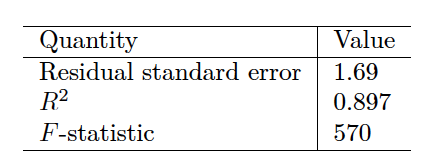 Quantity Value
Residual standard error 1.69
R² 0.897
F-statistic 570